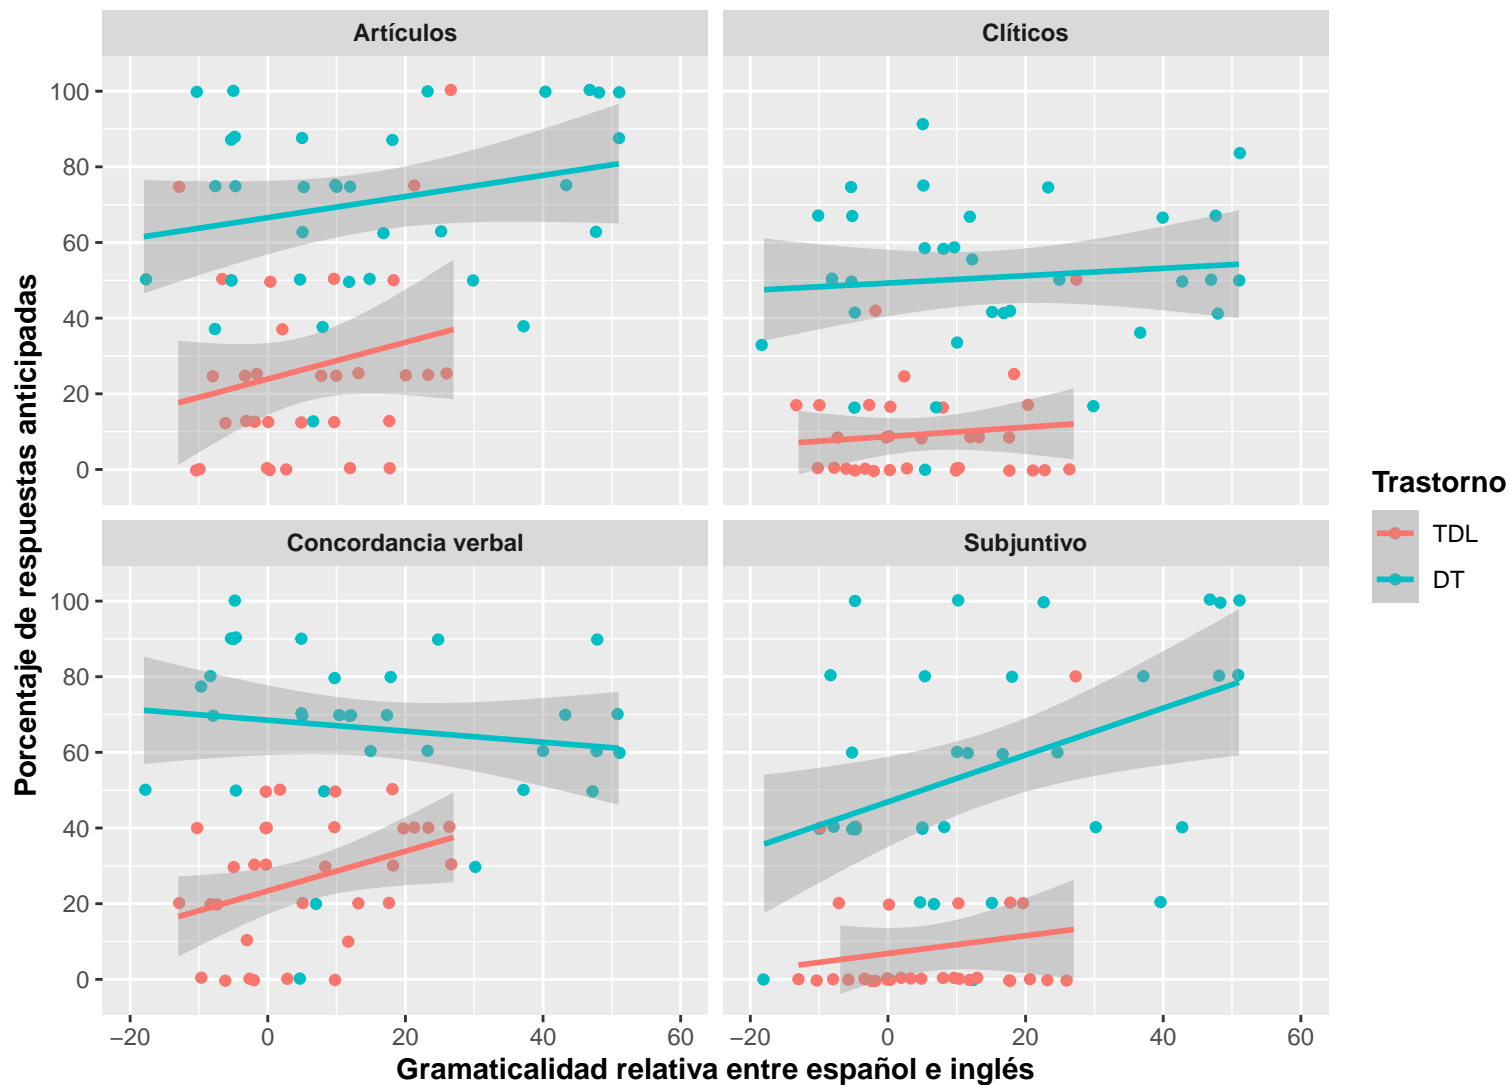 Artículos
Clíticos
100
80
60
40
20
0
Concordancia verbal
Subjuntivo
100
80
60
40
20
0
−20 0 20 40 60
−20 0 20 40 60
Gramaticalidad relativa entre español e inglés
Porcentaje de respuestas anticipadas
Trastorno
TDL
DT